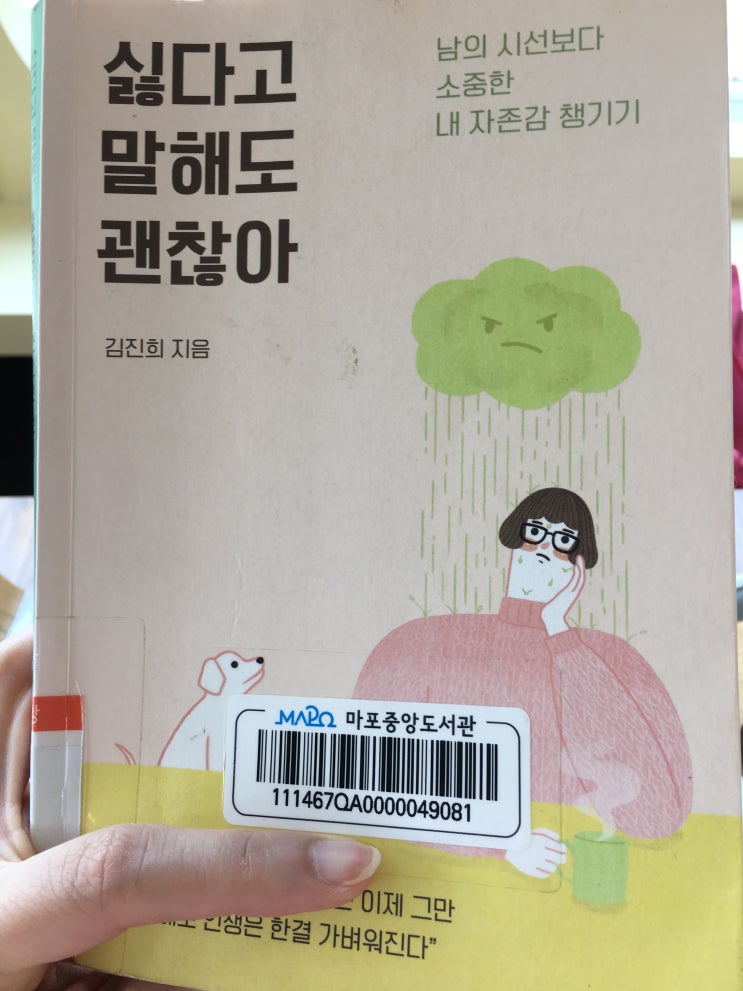 싫다고
말해도
괜찮아
남의 시선보다
소중한
내 자존감 챙기기
김진희 지음
MAPO 마포중앙도서관
111467QA0000049081
이제 그만
인생은 한결 가벼워진다”